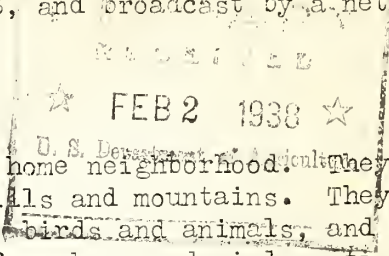 , and broadcast by a net
RECEIVED
☆ FEB 2 1938 ☆
U. S. Department of Agriculture
home neighborhood. They
lls and mountains. They
birds and animals, and